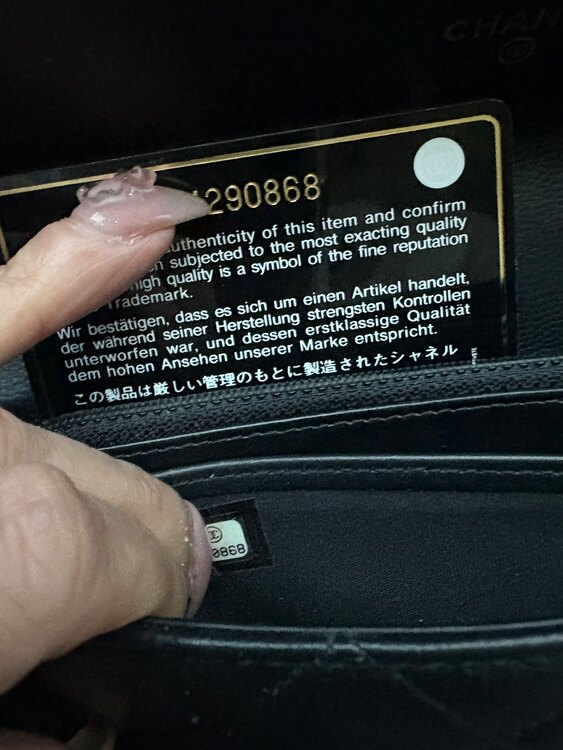 CHAN
1290868
uthenticity of this item and confirm
n subjected to the most exacting quality
high quality is a symbol of the fine reputation
Trademark.
Wir bestätigen, dass es sich um einen Artikel handelt,
der während seiner Herstellung strengsten Kontrollen
unterworfen war, und dessen erstklassige Qualität
dem hohen Ansehen unserer Marke entspricht.
この製品は厳しい管理のもとに製造されたシャネル
0868